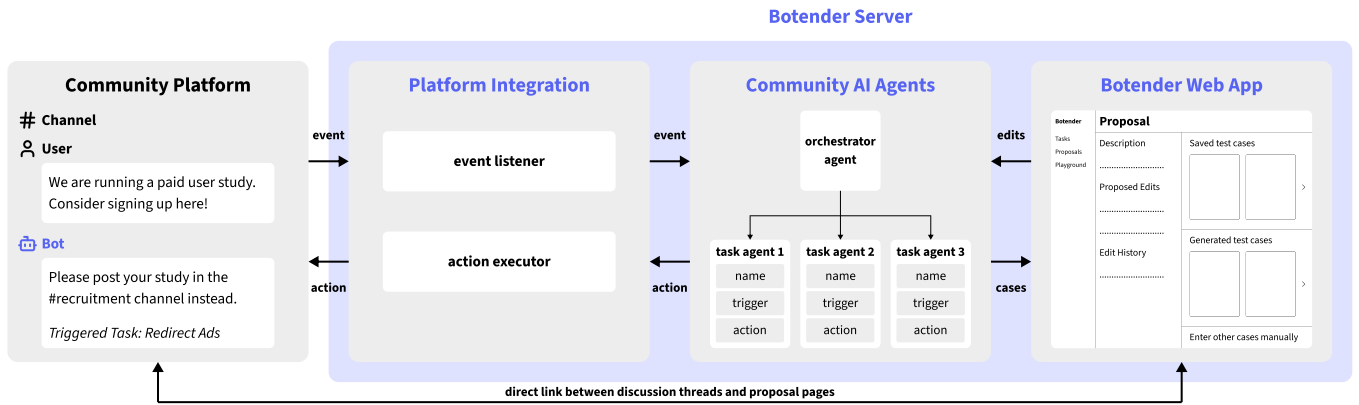 Botender Server
Community Platform
Channel
User
We are running a paid user study.
Consider signing up here!
Bot
Please post your study in the
#recruitment channel instead.
Triggered Task: Redirect Ads
event
action
Platform Integration
event listener
action executor
event
action
Community AI Agents
orchestrator
agent
task agent 1
name
trigger
action
task agent 2
name
trigger
action
task agent 3
name
trigger
action
edits
cases
Botender Web App
Botender
Tasks
Proposals
Playground
Proposal
Description
Proposed Edits
Edit History
Saved test cases
Generated test cases
Enter other cases manually
direct link between discussion threads and proposal pages